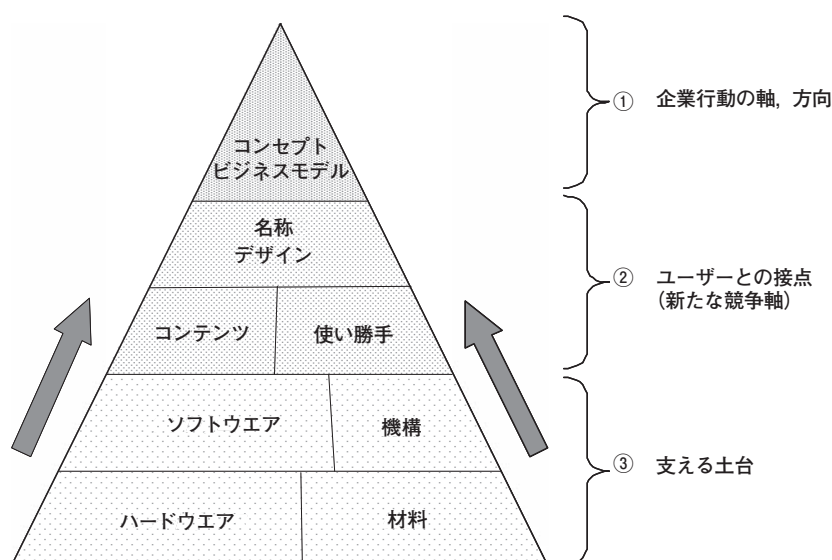 コンセプト
ビジネスモデル
① 企業行動の軸，方向
名称
デザイン
コンテンツ 使い勝手
② ユーザーとの接点
（新たな競争軸）
ソフトウエア 機構
ハードウエア 材料
③ 支える土台